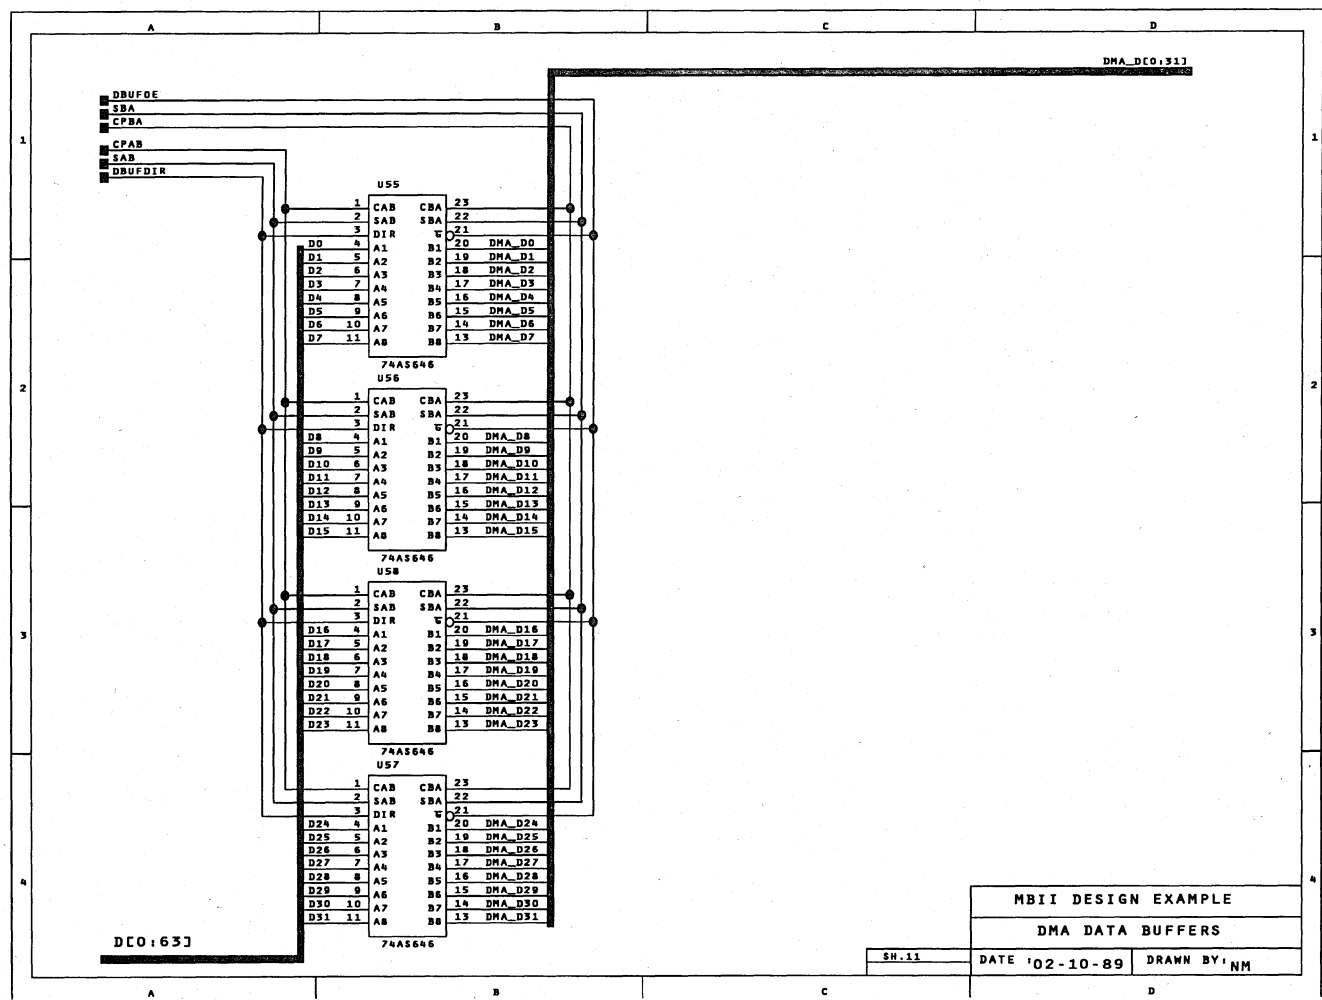 A B C D
DMA_D[0:31]
DBUFOE
SBA
CPBA
1 1
CPAB
SAB
DBUFDIR
U55
1 CAB CBA 23
2 SAB SBA 22
3 DIR G 21
D0 4 A1 B1 20 DMA_D0
D1 5 A2 B2 19 DMA_D1
D2 6 A3 B3 18 DMA_D2
D3 7 A4 B4 17 DMA_D3
D4 8 A5 B5 16 DMA_D4
D5 9 A6 B6 15 DMA_D5
D6 10 A7 B7 14 DMA_D6
D7 11 A8 B8 13 DMA_D7
74AS646
U56
2 2
1 CAB CBA 23
2 SAB SBA 22
3 DIR G 21
D8 4 A1 B1 20 DMA_D8
D9 5 A2 B2 19 DMA_D9
D10 6 A3 B3 18 DMA_D10
D11 7 A4 B4 17 DMA_D11
D12 8 A5 B5 16 DMA_D12
D13 9 A6 B6 15 DMA_D13
D14 10 A7 B7 14 DMA_D14
D15 11 A8 B8 13 DMA_D15
74AS646
U58
1 CAB CBA 23
2 SAB SBA 22
3 DIR G 21
3 3
D16 4 A1 B1 20 DMA_D16
D17 5 A2 B2 19 DMA_D17
D18 6 A3 B3 18 DMA_D18
D19 7 A4 B4 17 DMA_D19
D20 8 A5 B5 16 DMA_D20
D21 9 A6 B6 15 DMA_D21
D22 10 A7 B7 14 DMA_D22
D23 11 A8 B8 13 DMA_D23
74AS646
U57
1 CAB CBA 23
2 SAB SBA 22
3 DIR G 21
D24 4 A1 B1 20 DMA_D24
D25 5 A2 B2 19 DMA_D25
D26 6 A3 B3 18 DMA_D26
D27 7 A4 B4 17 DMA_D27
D28 8 A5 B5 16 DMA_D28
D29 9 A6 B6 15 DMA_D29
D30 10 A7 B7 14 DMA_D30
D31 11 A8 B8 13 DMA_D31
74AS646
4 4
D[0:63]
MBII DESIGN EXAMPLE
DMA DATA BUFFERS
SH.11
DATE :02-10-89 DRAWN BY: NM
A B C D